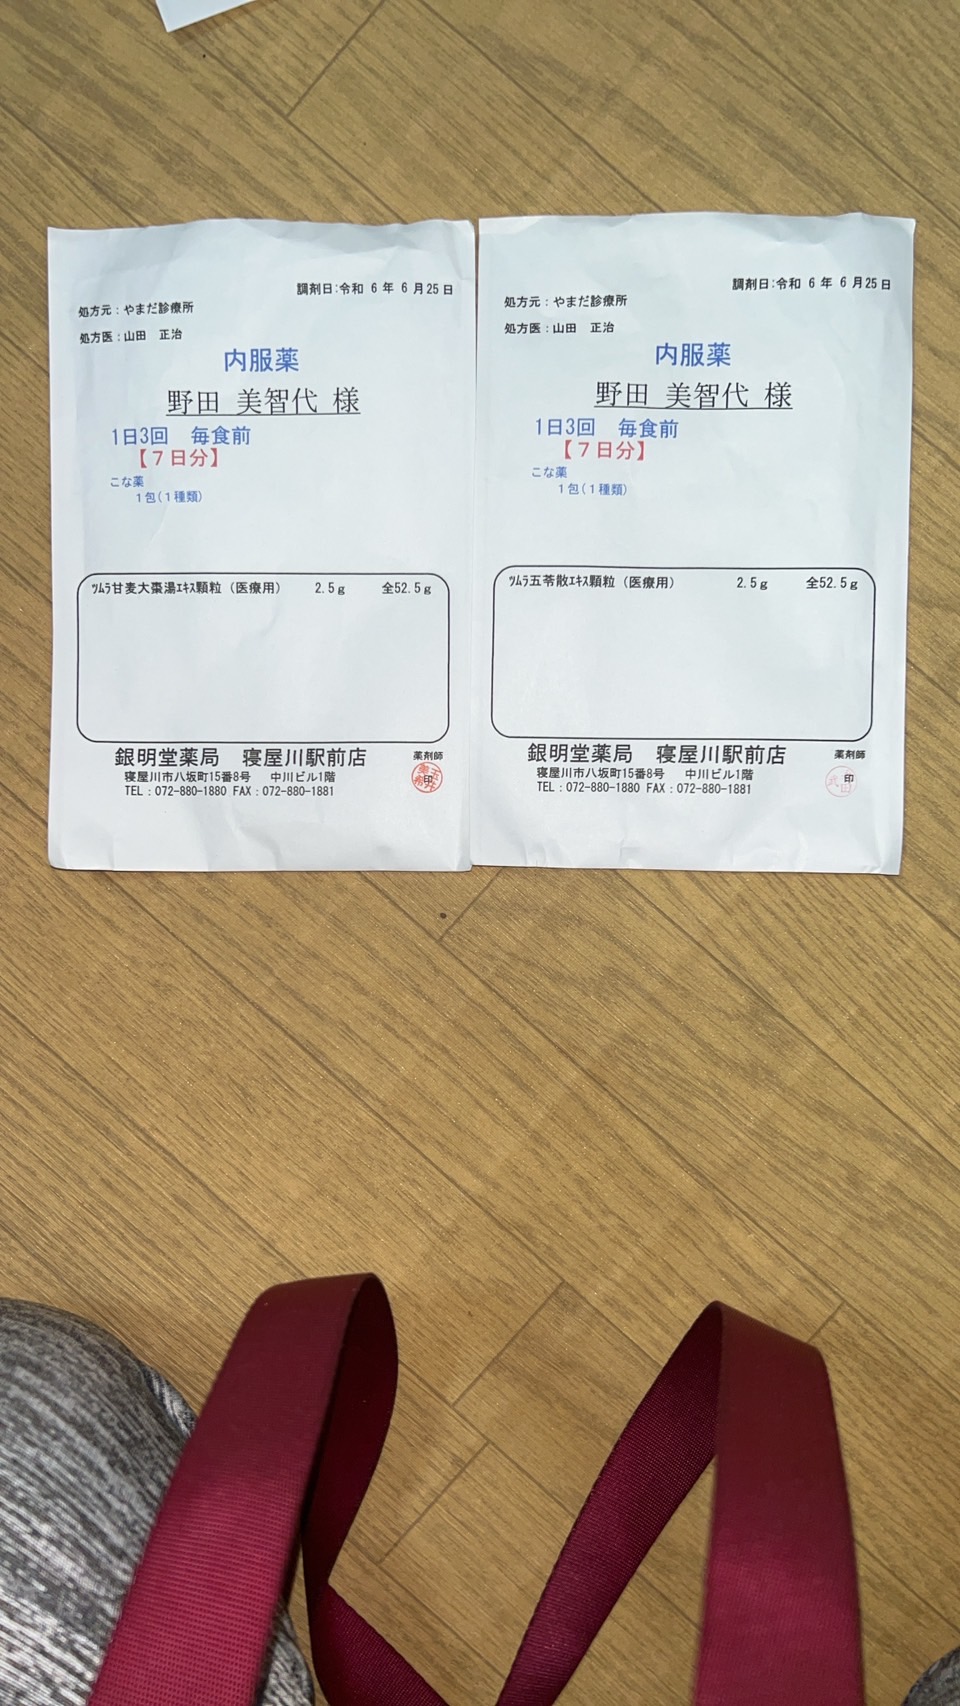 調剤日:令和 6 年 6 月25 日
処方元：やまだ診療所
処方医：山田 正治
内服薬
野田 美智代 様
1日3回 毎食前
【７日分】
こな薬
１包(１種類)
ﾂﾑﾗ甘麦大棗湯ｴｷｽ顆粒（医療用） 2.5ｇ 全52.5ｇ
銀明堂薬局 寝屋川駅前店
寝屋川市八坂町15番8号 中川ビル1階
TEL：072-880-1880 FAX：072-880-1881
薬剤師
印
調剤日:令和 6 年 6 月25 日
処方元：やまだ診療所
処方医：山田 正治
内服薬
野田 美智代 様
1日3回 毎食前
【７日分】
こな薬
１包(１種類)
ﾂﾑﾗ五苓散ｴｷｽ顆粒（医療用） 2.5ｇ 全52.5ｇ
銀明堂薬局 寝屋川駅前店
寝屋川市八坂町15番8号 中川ビル1階
TEL：072-880-1880 FAX：072-880-1881
薬剤師
印
武田